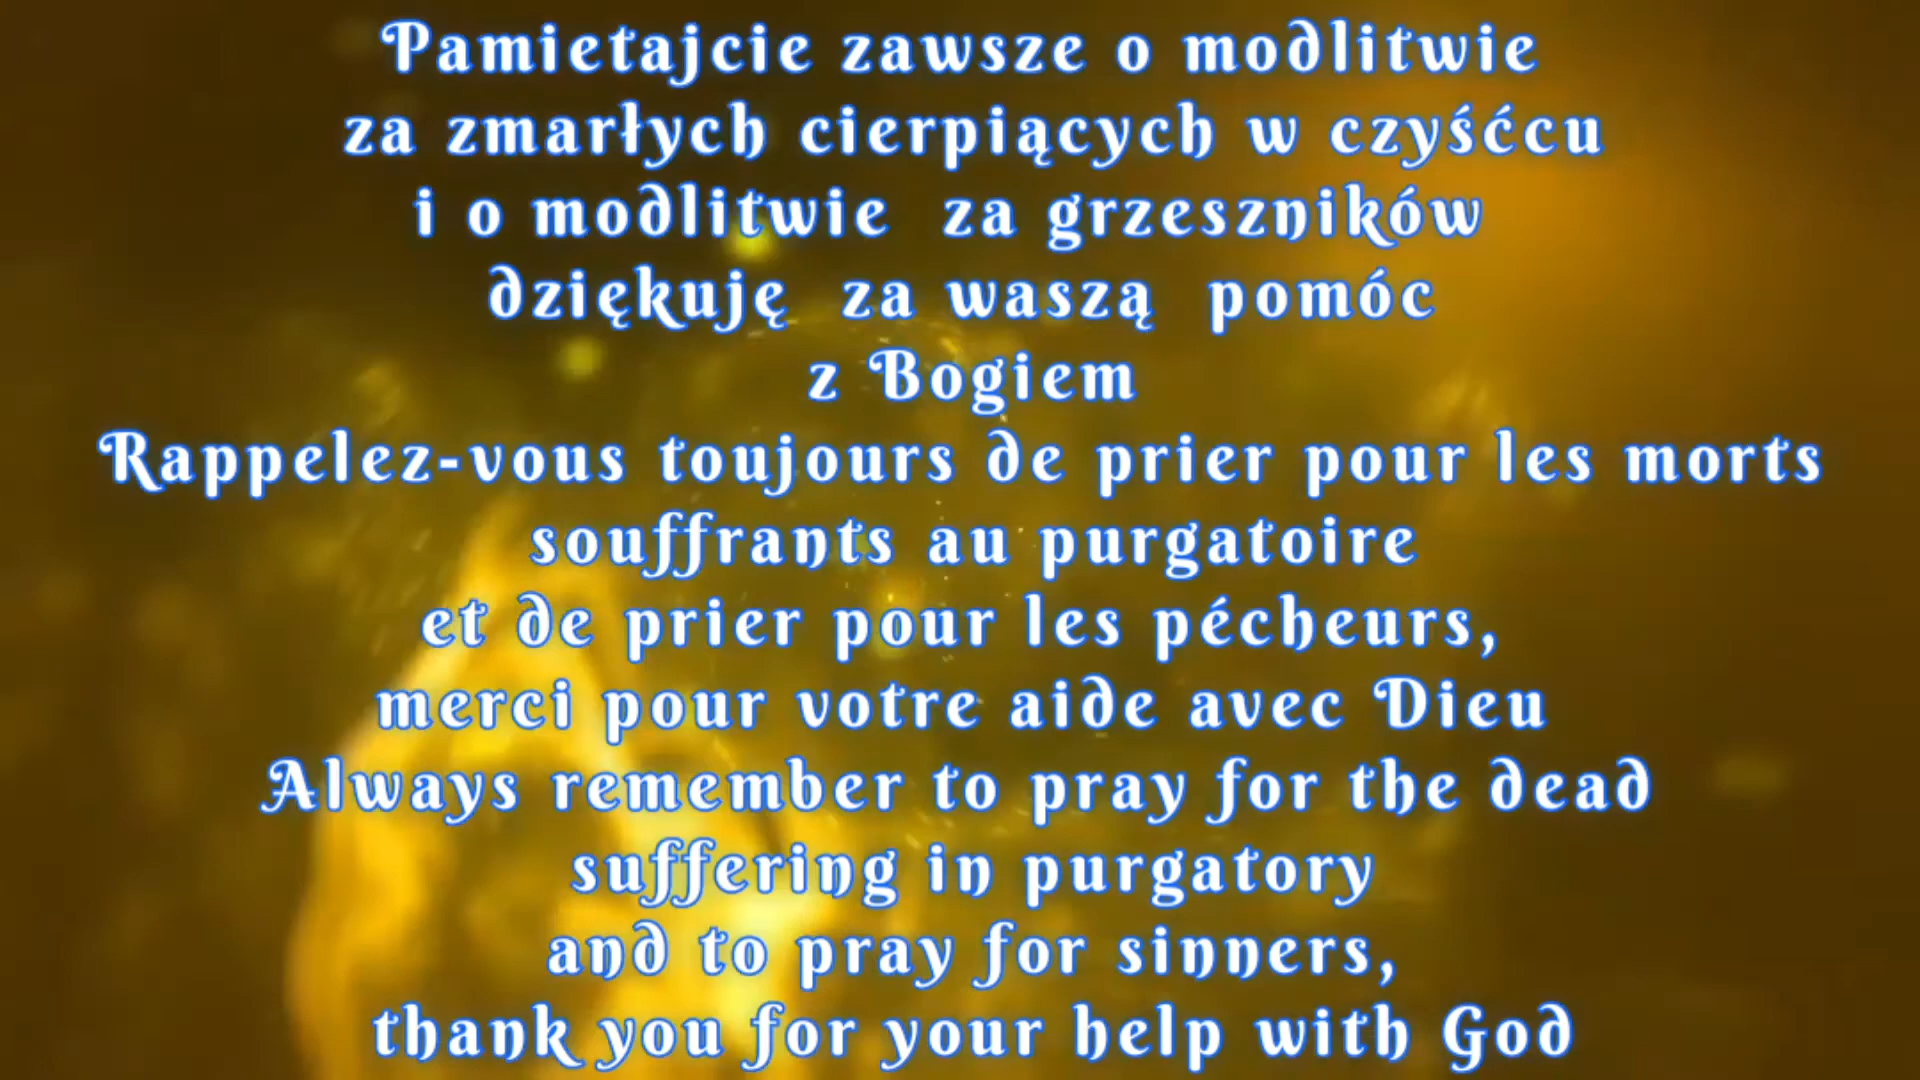 Pamietajcie zawsze o modlitwie
za zmarłych cierpiących w czyśćcu
i o modlitwie za grzeszników
dziękuję za waszą pomóc
z Bogiem
Rappelez-vous toujours de prier pour les morts
souffrants au purgatoire
et de prier pour les pécheurs,
merci pour votre aide avec Dieu
Always remember to pray for the dead
suffering in purgatory
and to pray for sinners,
thank you for your help with God